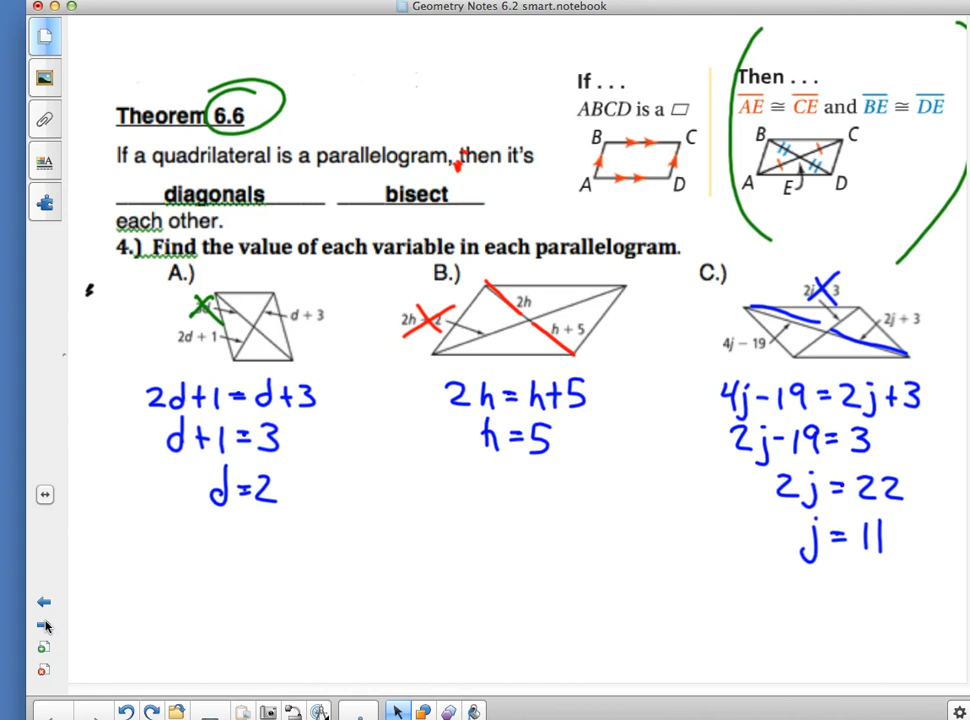 Geometry Notes 6.2 smart.notebook
Theorem 6.6
If a quadrilateral is a parallelogram, then it's
diagonals bisect
each other.
If . . .
ABCD is a ▱
B C
A D
Then . . .
AE ≅ CE and BE ≅ DE
B C
A E D
4.) Find the value of each variable in each parallelogram.
A.)
d + 3
2d + 1
2d+1=d+3
d+1=3
d=2
B.)
2h
h + 5
2h=h+5
h=5
C.)
2j + 3
4j - 19
4j-19=2j+3
2j-19=3
2j=22
j=11